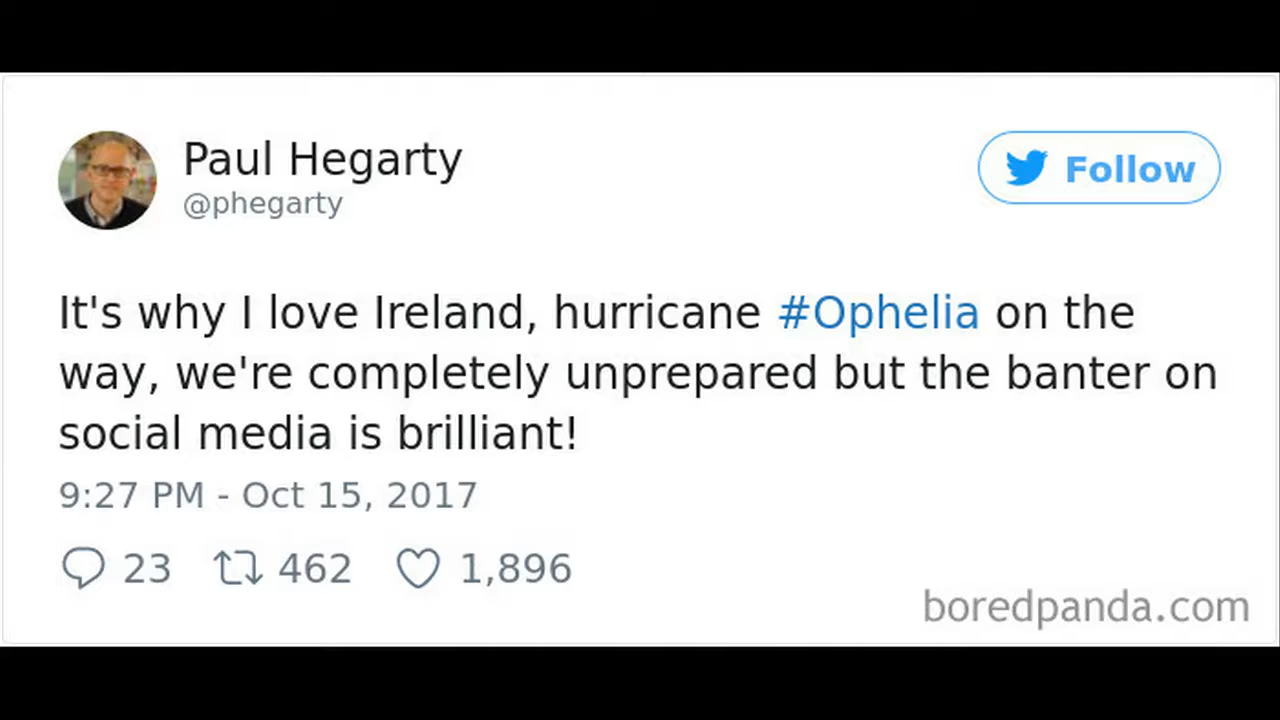 Paul Hegarty
@phegarty
Follow
It's why I love Ireland, hurricane #Ophelia on the
way, we're completely unprepared but the banter on
social media is brilliant!
9:27 PM - Oct 15, 2017
23 462 1,896
boredpanda.com